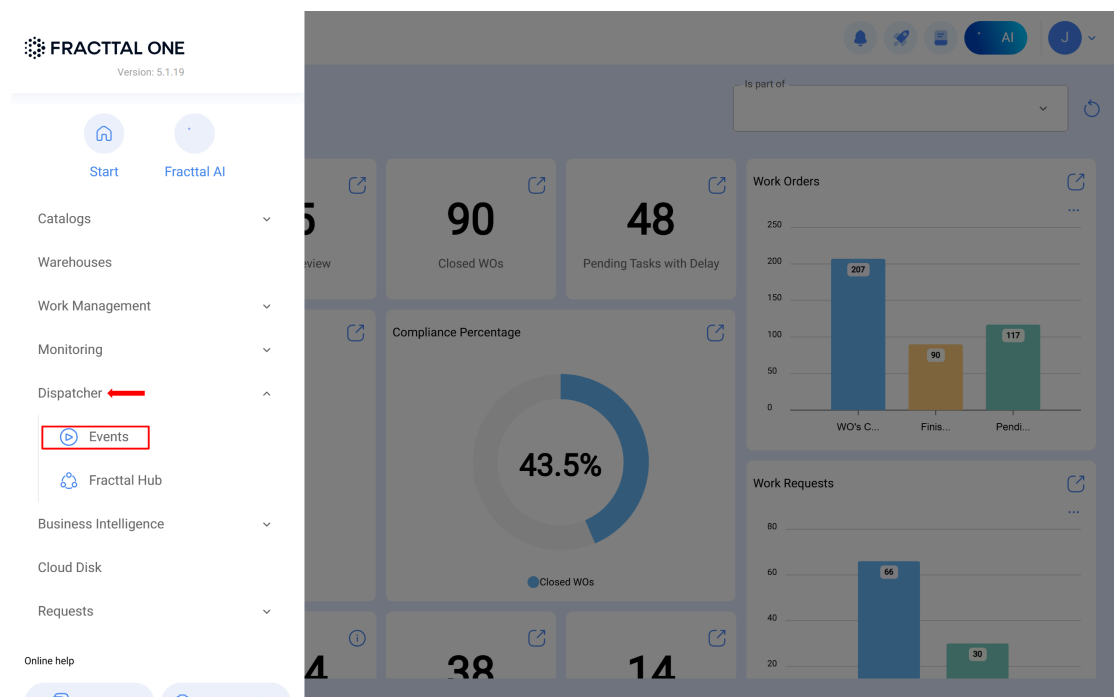 FRACTTAL ONE
Version: 5.1.19
Start
Fracttal AI
Catalogs
Warehouses
Work Management
Monitoring
Dispatcher
Events
Fracttal Hub
Business Intelligence
Cloud Disk
Requests
Online help
AI
J
Is part of
90
Closed WOs
48
Pending Tasks with Delay
Compliance Percentage
43.5%
Closed WOs
38
14
Work Orders
...
250
200
150
100
50
0
207
90
117
WO's C...
Finis...
Pendi...
Work Requests
...
80
60
40
20
66
30